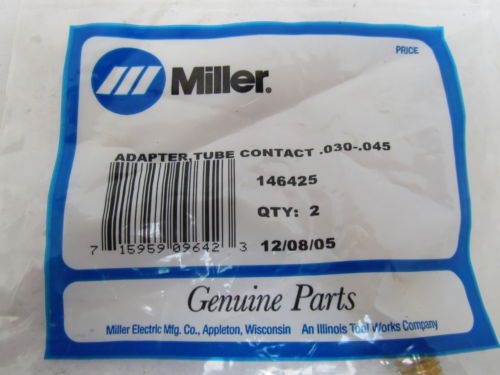 PRICE
Miller®
ADAPTER, TUBE CONTACT .030-.045
146425
QTY: 2
7 15959 09642 3
12/08/05
Genuine Parts
Miller Electric Mfg. Co., Appleton, Wisconsin An Illinois Tool Works Company